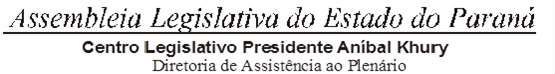 Assembleia Legislativa do Estado do Paraná
Centro Legislativo Presidente Aníbal Khury
Diretoria de Assistência ao Plenário